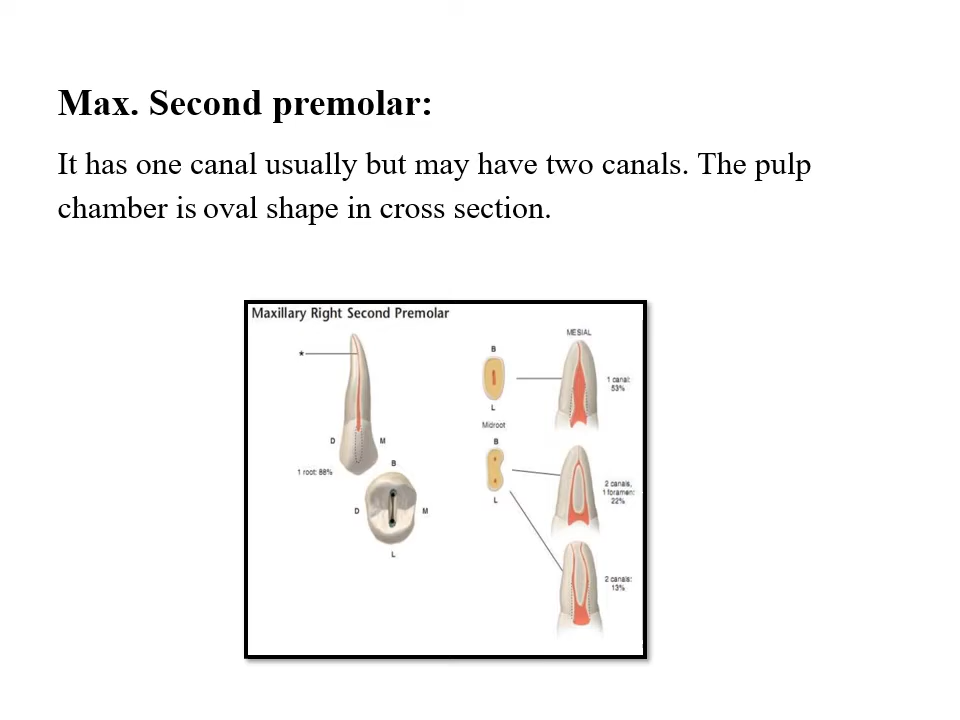 Max. Second premolar:
It has one canal usually but may have two canals. The pulp
chamber is oval shape in cross section.
Maxillary Right Second Premolar
*
D
M
1 root: 88%
B
D
M
L
B
L
Midroot
B
L
MESIAL
1 canal:
53%
2 canals,
1 foramen:
22%
2 canals:
13%